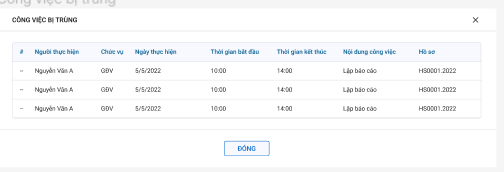 Công việc bị trùng
CÔNG VIỆC BỊ TRÙNG ×
# Người thực hiện Chức vụ Ngày thực hiện Thời gian bắt đầu Thời gian kết thúc Nội dung công việc Hồ sơ
– Nguyễn Văn A GĐV 5/5/2022 10:00 14:00 Lập báo cáo HS0001.2022
– Nguyễn Văn A GĐV 5/5/2022 10:00 14:00 Lập báo cáo HS0001.2022
– Nguyễn Văn A GĐV 5/5/2022 10:00 14:00 Lập báo cáo HS0001.2022
ĐÓNG